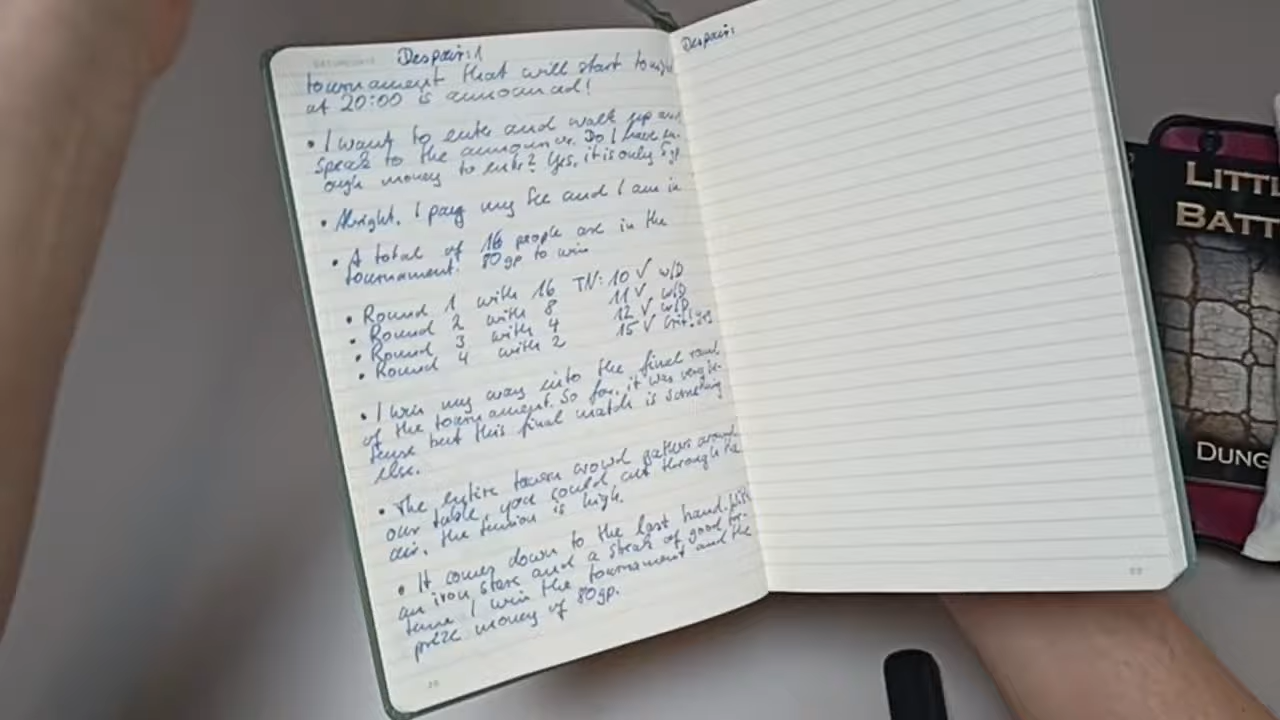 Despair: 1
tournament that will start tonight
at 20:00 is announced!
• I want to enter and walk up and
speak to the announcer. Do I have en-
ough money to enter? Yes, it is only 5gp
• Alright. I pay my fee and I am in
• A total of 16 people are in the
tournament. 80gp to win
• Round 1 with 16 TN: 10 ✓ w/D
• Round 2 with 8 11 ✓ w/D
• Round 3 with 4 12 ✓ w/D
• Round 4 with 2 15 ✓ Crit!
• I win my way into the final round
of the tournament. So far, it was very in-
tense but this final match is something
else.
• The entire tavern crowd gathers around
our table, you could cut through the
air, the tension is high.
• It comes down to the last hand. With
an iron stare and a streak of good for-
tune I win the tournament and the
prize money of 80gp.
Despair:
LITTL
BATT
DUNG